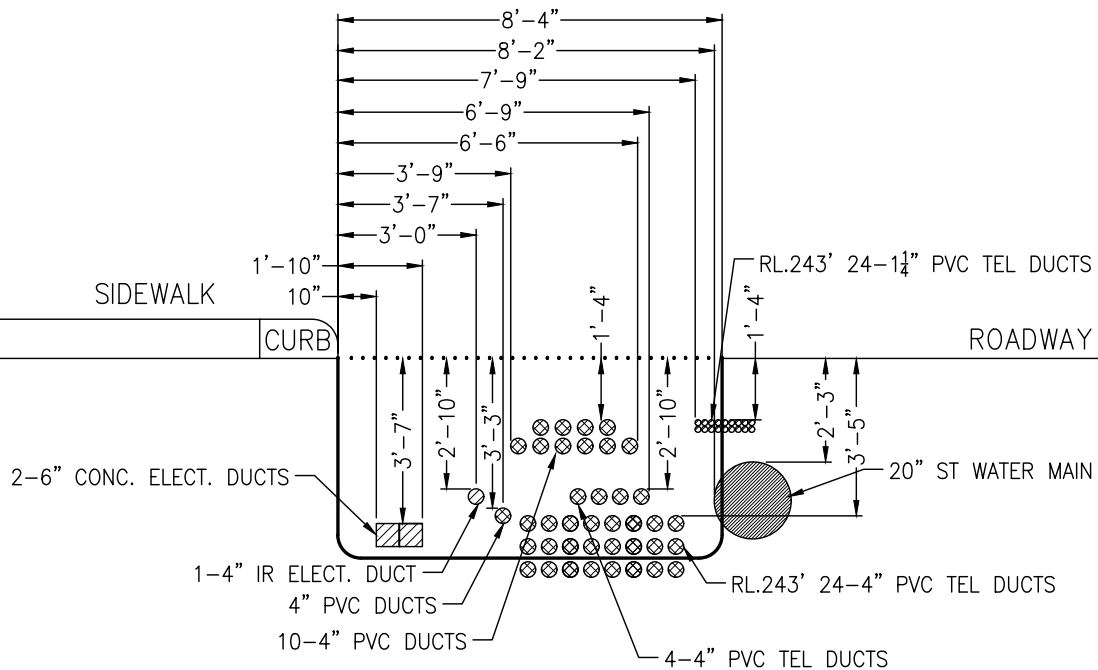 8'-4"
8'-2"
7'-9"
6'-9"
6'-6"
3'-9"
3'-7"
3'-0"
1'-10"
10"
SIDEWALK
CURB
ROADWAY
RL.243' 24-1¼" PVC TEL DUCTS
1'-4"
1'-4"
3'-7"
2'-10"
3'-3"
2'-10"
2'-3"
3'-5"
2-6" CONC. ELECT. DUCTS
20" ST WATER MAIN
1-4" IR ELECT. DUCT
4" PVC DUCTS
10-4" PVC DUCTS
RL.243' 24-4" PVC TEL DUCTS
4-4" PVC TEL DUCTS